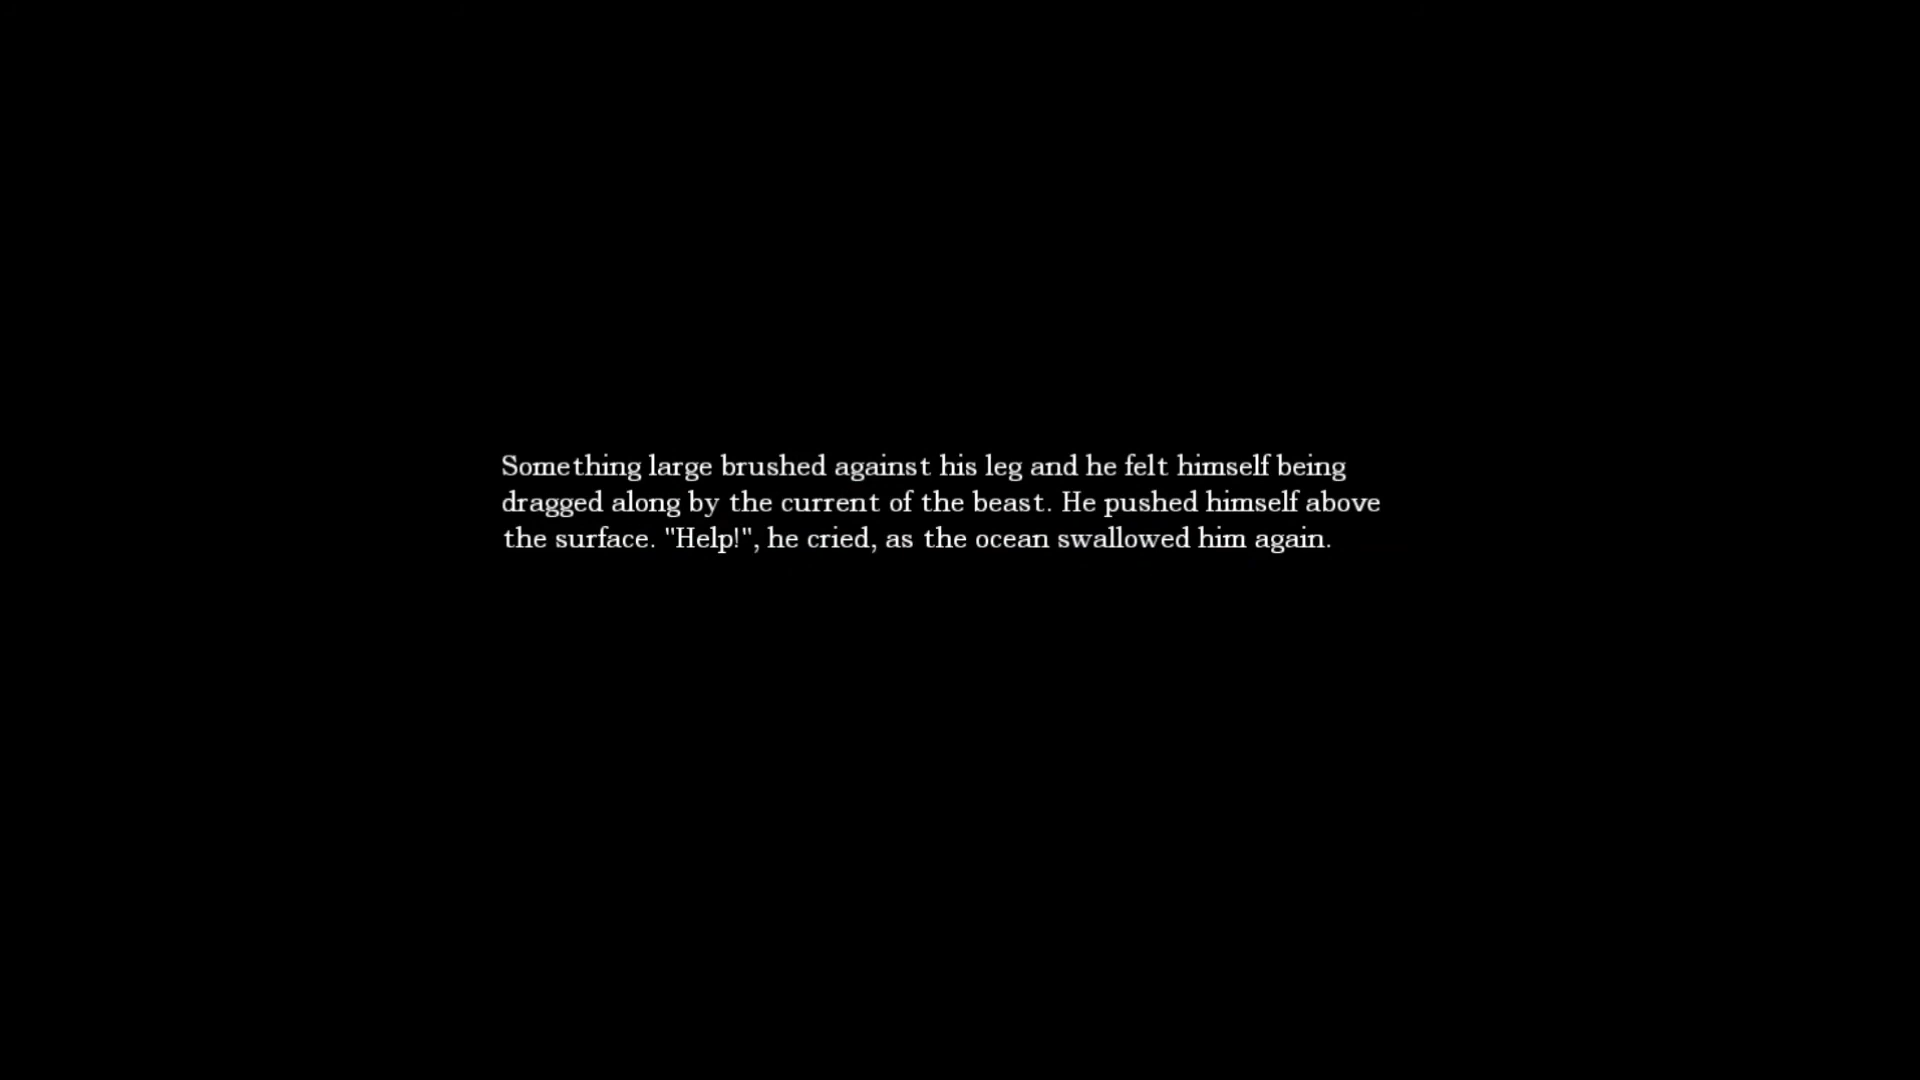 Something large brushed against his leg and he felt himself being
dragged along by the current of the beast. He pushed himself above
the surface. "Help!", he cried, as the ocean swallowed him again.